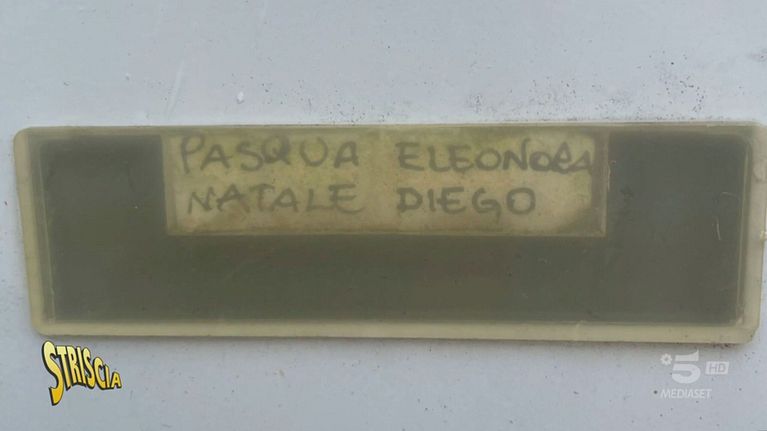 PASQUA ELEONORA
NATALE DIEGO
STRISCIA
5 HD
MEDIASET